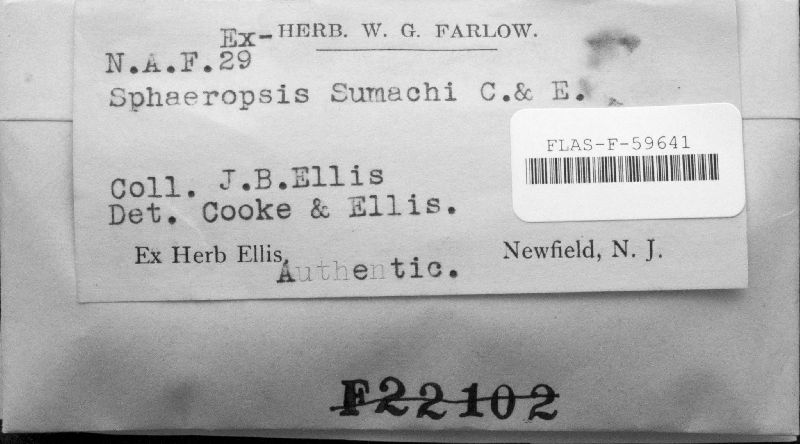 Ex-HERB. W. G. FARLOW.
N.A.F.29
Sphaeropsis Sumachi C.& E.
FLAS-F-59641
Coll. J.B.Ellis
Det. Cooke & Ellis.
Ex Herb Ellis, Newfield, N. J.
Authentic.
F22102